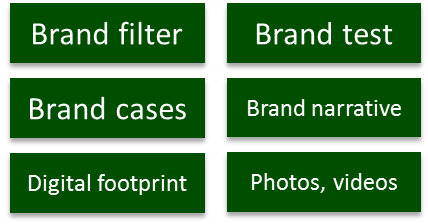 Brand filter
Brand test
Brand cases
Brand narrative
Digital footprint
Photos, videos